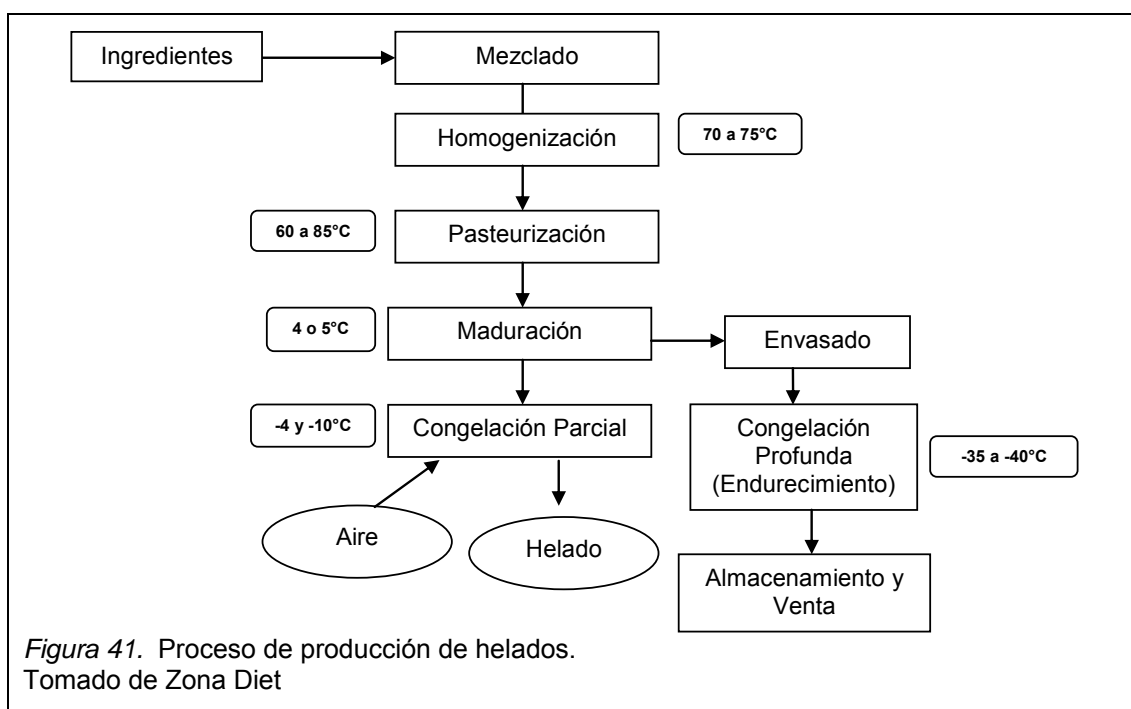 Ingredientes
Mezclado
Homogenización
70 a 75°C
60 a 85°C
Pasteurización
4 o 5°C
Maduración
Envasado
-4 y -10°C
Congelación Parcial
Congelación
Profunda
(Endurecimiento)
-35 a -40°C
Aire
Helado
Almacenamiento y
Venta
Figura 41. Proceso de producción de helados.
Tomado de Zona Diet